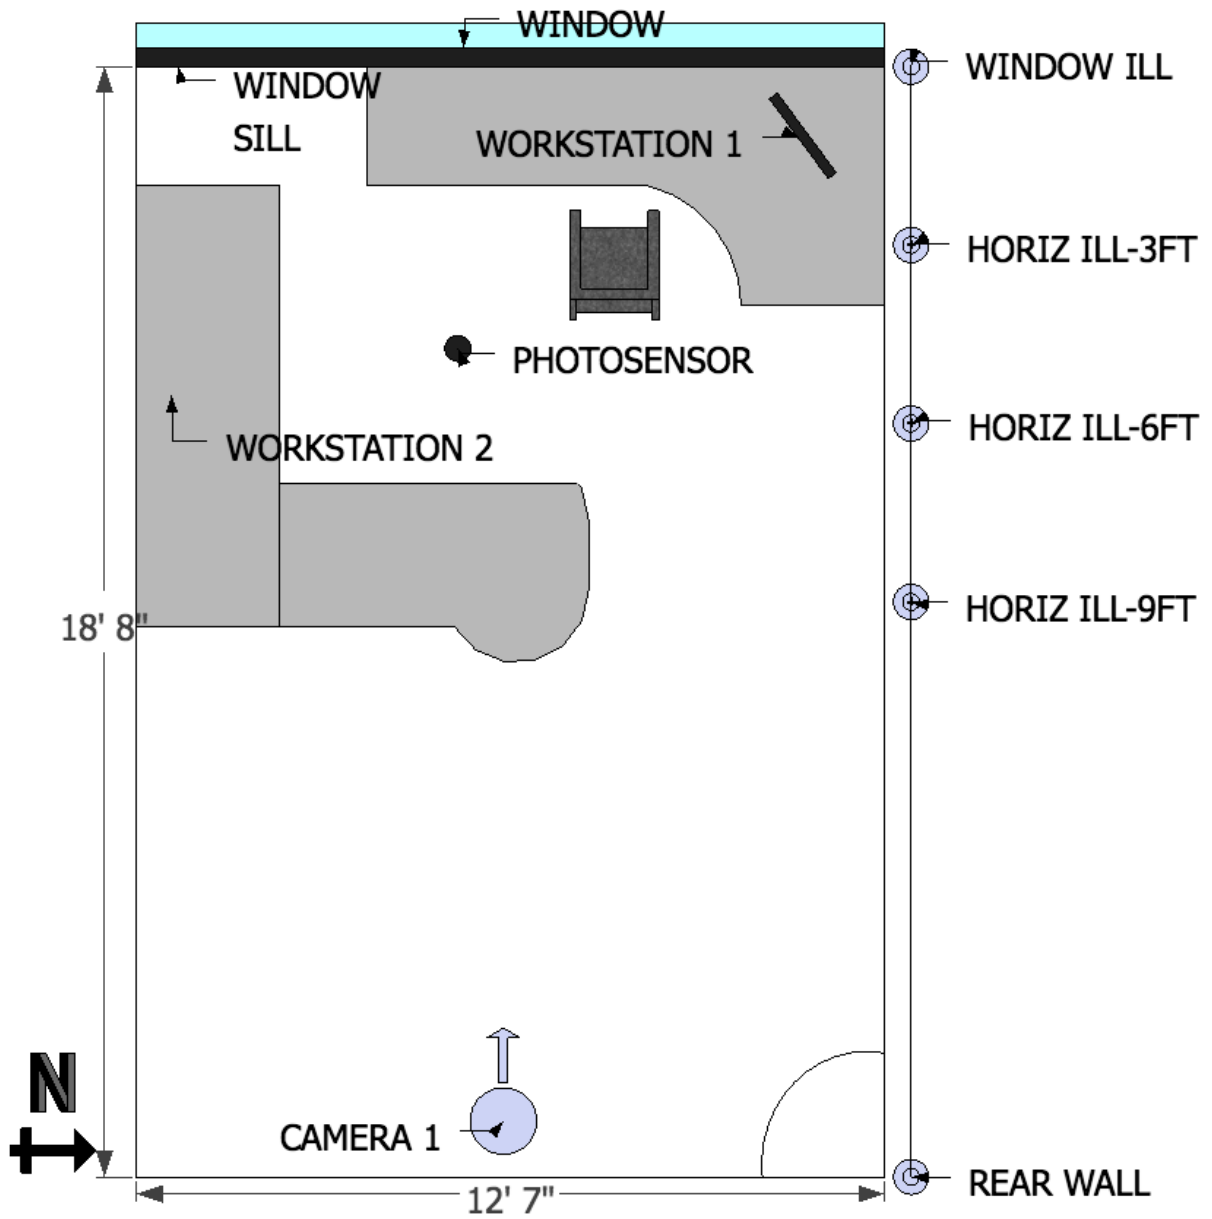 WINDOW
WINDOW ILL
WINDOW
SILL
WORKSTATION 1
HORIZ ILL-3FT
PHOTOSENSOR
HORIZ ILL-6FT
WORKSTATION 2
HORIZ ILL-9FT
18' 8"
N
CAMERA 1
REAR WALL
12' 7"